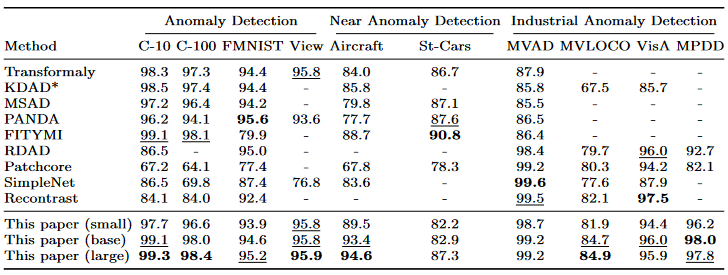 Anomaly Detection Near Anomaly Detection Industrial Anomaly Detection
Method C-10 C-100 FMNIST View Aircraft St-Cars MVAD MVLOCO VisA MPDD
Transformaly 98.3 97.3 94.4 95.8 84.0 86.7 87.9 - - -
KDAD* 98.5 97.4 94.4 - 85.8 - 85.8 67.5 85.7 -
MSAD 97.2 96.4 94.2 - 79.8 87.1 85.5 - - -
PANDA 96.2 94.1 95.6 93.6 77.7 87.6 86.5 - - -
FITYMI 99.1 98.1 79.9 - 88.7 90.8 86.4 - - -
RDAD 86.5 - 95.0 - - - 98.4 79.7 96.0 92.7
Patchcore 67.2 64.1 77.4 - 67.8 78.3 99.2 80.3 94.2 82.1
SimpleNet 86.5 69.8 87.4 76.8 83.6 - 99.6 77.6 87.9 -
Recontrast 84.1 84.0 92.4 - - - 99.5 82.1 97.5 -
This paper (small) 97.7 96.6 93.9 95.8 89.5 82.2 98.7 81.9 94.4 96.2
This paper (base) 99.1 98.0 94.6 95.8 93.4 82.9 99.2 84.7 96.0 98.0
This paper (large) 99.3 98.4 95.2 95.9 94.6 87.3 99.2 84.9 95.9 97.8